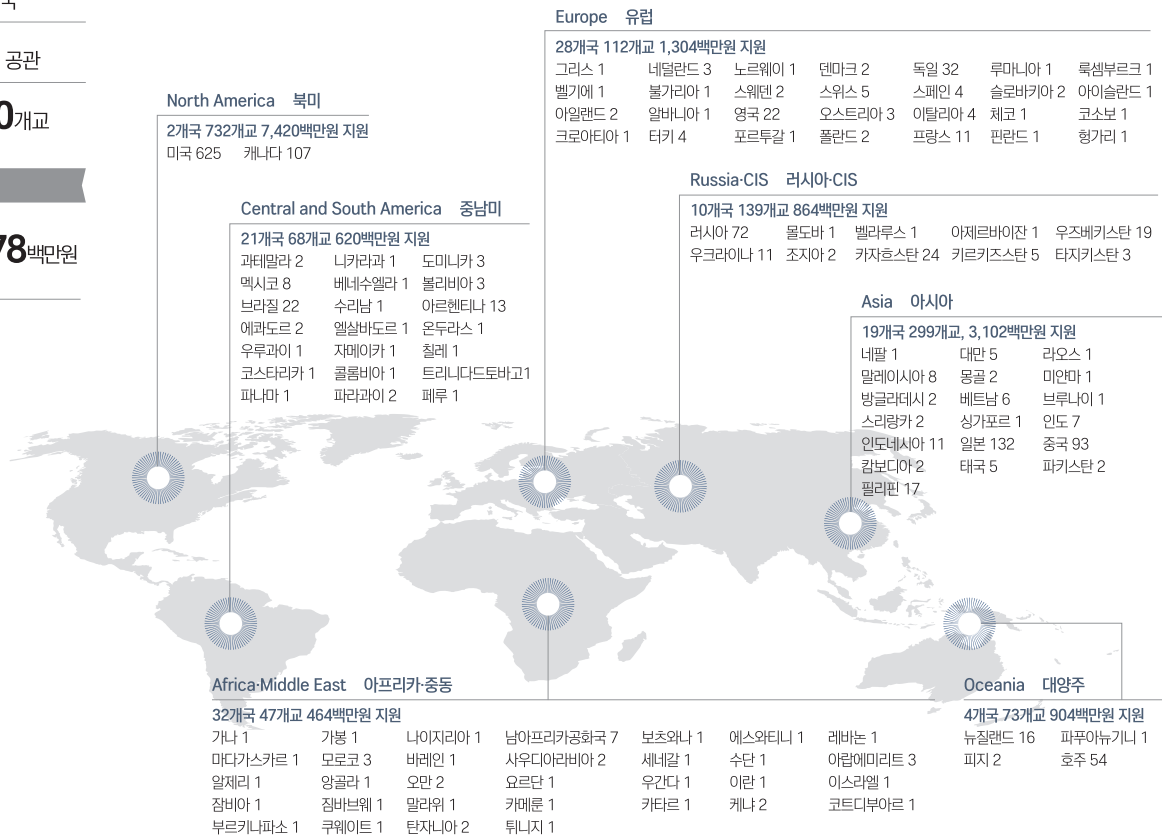 국
공관
0개교
78백만원
Europe 유럽
28개국 112개교 1,304백만원 지원
그리스 1 네덜란드 3 노르웨이 1 덴마크 2 독일 32 루마니아 1 룩셈부르크 1
벨기에 1 불가리아 1 스웨덴 2 스위스 5 스페인 4 슬로바키아 2 아이슬란드 1
아일랜드 2 알바니아 1 영국 22 오스트리아 3 이탈리아 4 체코 1 코소보 1
크로아티아 1 터키 4 포르투갈 1 폴란드 2 프랑스 11 핀란드 1 헝가리 1
North America 북미
2개국 732개교 7,420백만원 지원
미국 625 캐나다 107
Russia·CIS 러시아·CIS
10개국 139개교 864백만원 지원
러시아 72 몰도바 1 벨라루스 1 아제르바이잔 1 우즈베키스탄 19
우크라이나 11 조지아 2 카자흐스탄 24 키르키즈스탄 5 타지키스탄 3
Central and South America 중남미
21개국 68개교 620백만원 지원
과테말라 2 니카라과 1 도미니카 3
멕시코 8 베네수엘라 1 볼리비아 3
브라질 22 수리남 1 아르헨티나 13
에콰도르 2 엘살바도르 1 온두라스 1
우루과이 1 자메이카 1 칠레 1
코스타리카 1 콜롬비아 1 트리니다드토바고1
파나마 1 파라과이 2 페루 1
Asia 아시아
19개국 299개교, 3,102백만원 지원
네팔 1 대만 5 라오스 1
말레이시아 8 몽골 2 미얀마 1
방글라데시 2 베트남 6 브루나이 1
스리랑카 2 싱가포르 1 인도 7
인도네시아 11 일본 132 중국 93
캄보디아 2 태국 5 파키스탄 2
필리핀 17
Africa·Middle East 아프리카·중동
32개국 47개교 464백만원 지원
가나 1 가봉 1 나이지리아 1 남아프리카공화국 7 보츠와나 1 에스와티니 1 레바논 1
마다가스카르 1 모로코 3 바레인 1 사우디아라비아 2 세네갈 1 수단 1 아랍에미리트 3
알제리 1 앙골라 1 오만 2 요르단 1 우간다 1 이란 1 이스라엘 1
잠비아 1 짐바브웨 1 말라위 1 카메룬 1 카타르 1 케냐 2 코트디부아르 1
부르키나파소 1 쿠웨이트 1 탄자니아 2 튀니지 1
Oceania 대양주
4개국 73개교 904백만원 지원
뉴질랜드 16 파푸아뉴기니 1
피지 2 호주 54